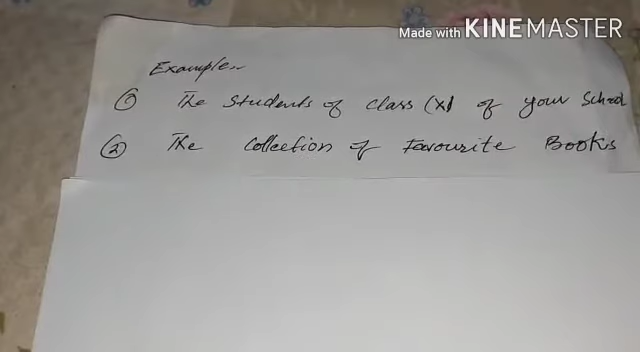 Made with KINEMASTER
Example:-
① The Students of Class (X) of your School
② The Collection of Favourite Books